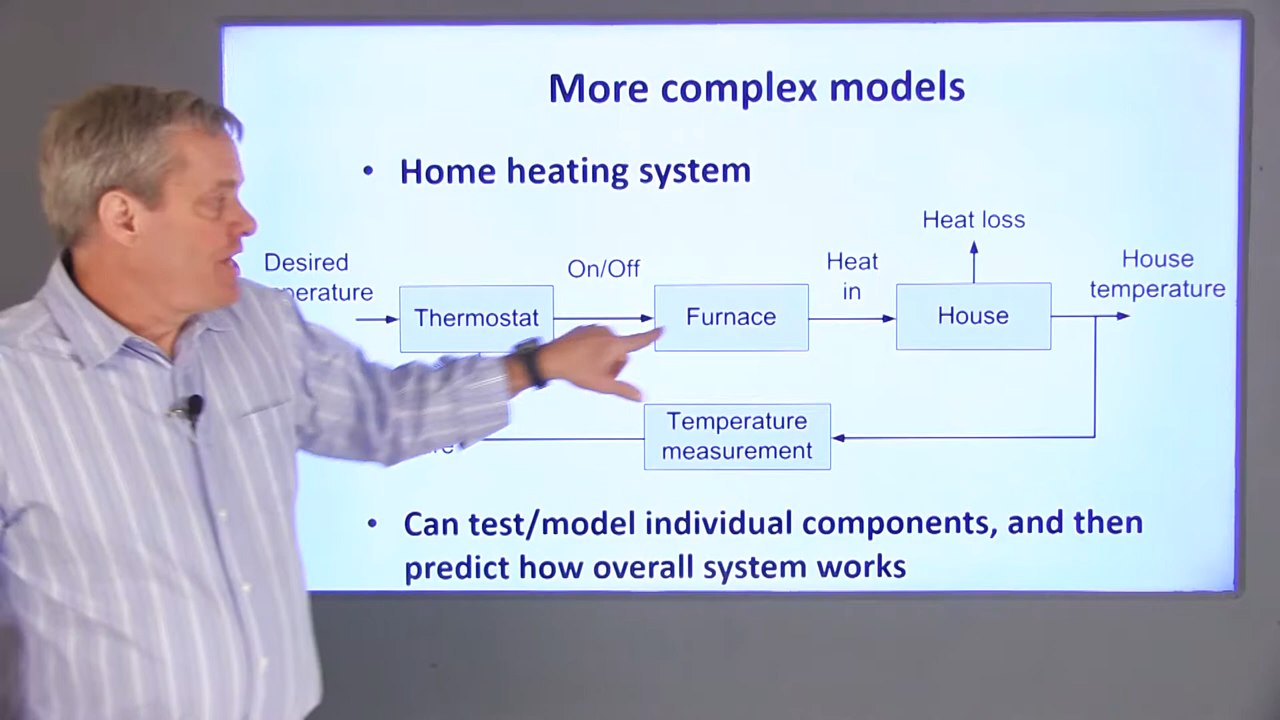 More complex models
• Home heating system
Heat loss
Desired
On/Off
Heat
in
House
temperature
Thermostat
Furnace
House
Temperature
measurement
• Can test/model individual components, and then
predict how overall system works